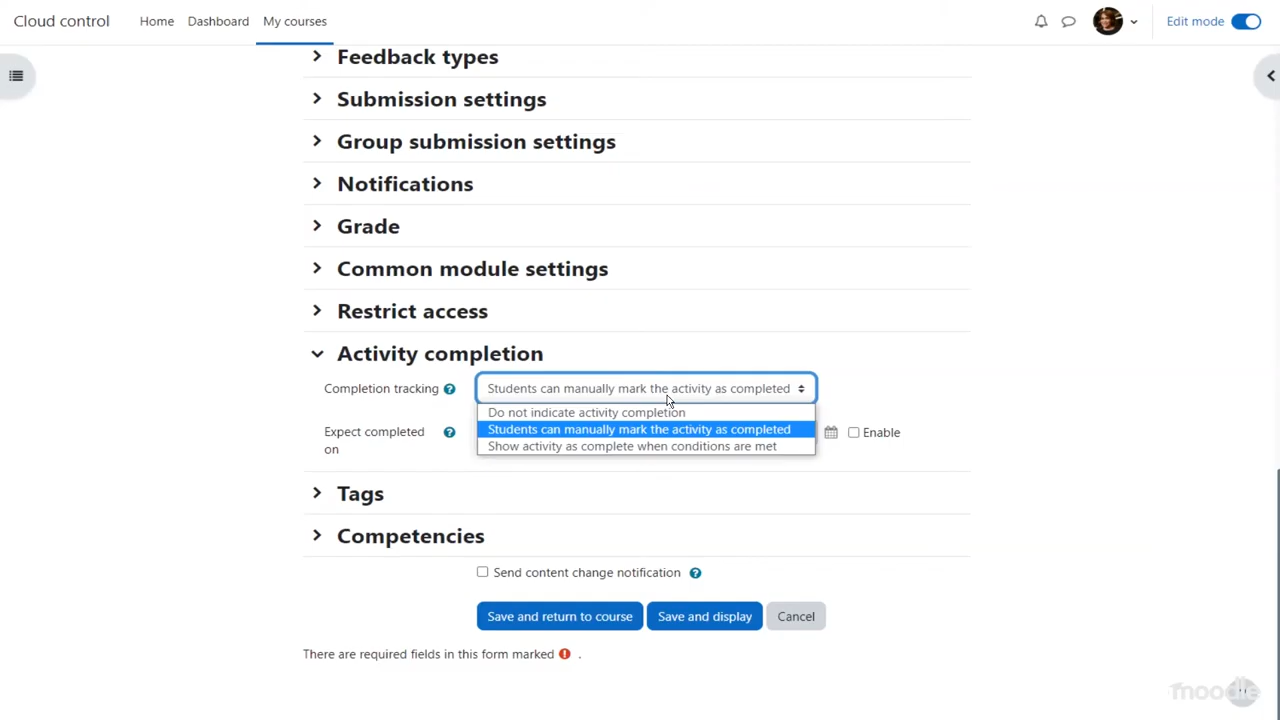 Cloud control
Home
Dashboard
My courses
Edit mode
Feedback types
Submission settings
Group submission settings
Notifications
Grade
Common module settings
Restrict access
Activity completion
Completion tracking
Students can manually mark the activity as completed
Do not indicate activity completion
Students can manually mark the activity as completed
Show activity as complete when conditions are met
Expect completed
on
Enable
Tags
Competencies
Send content change notification
Save and return to course
Save and display
Cancel
There are required fields in this form marked .
moodle